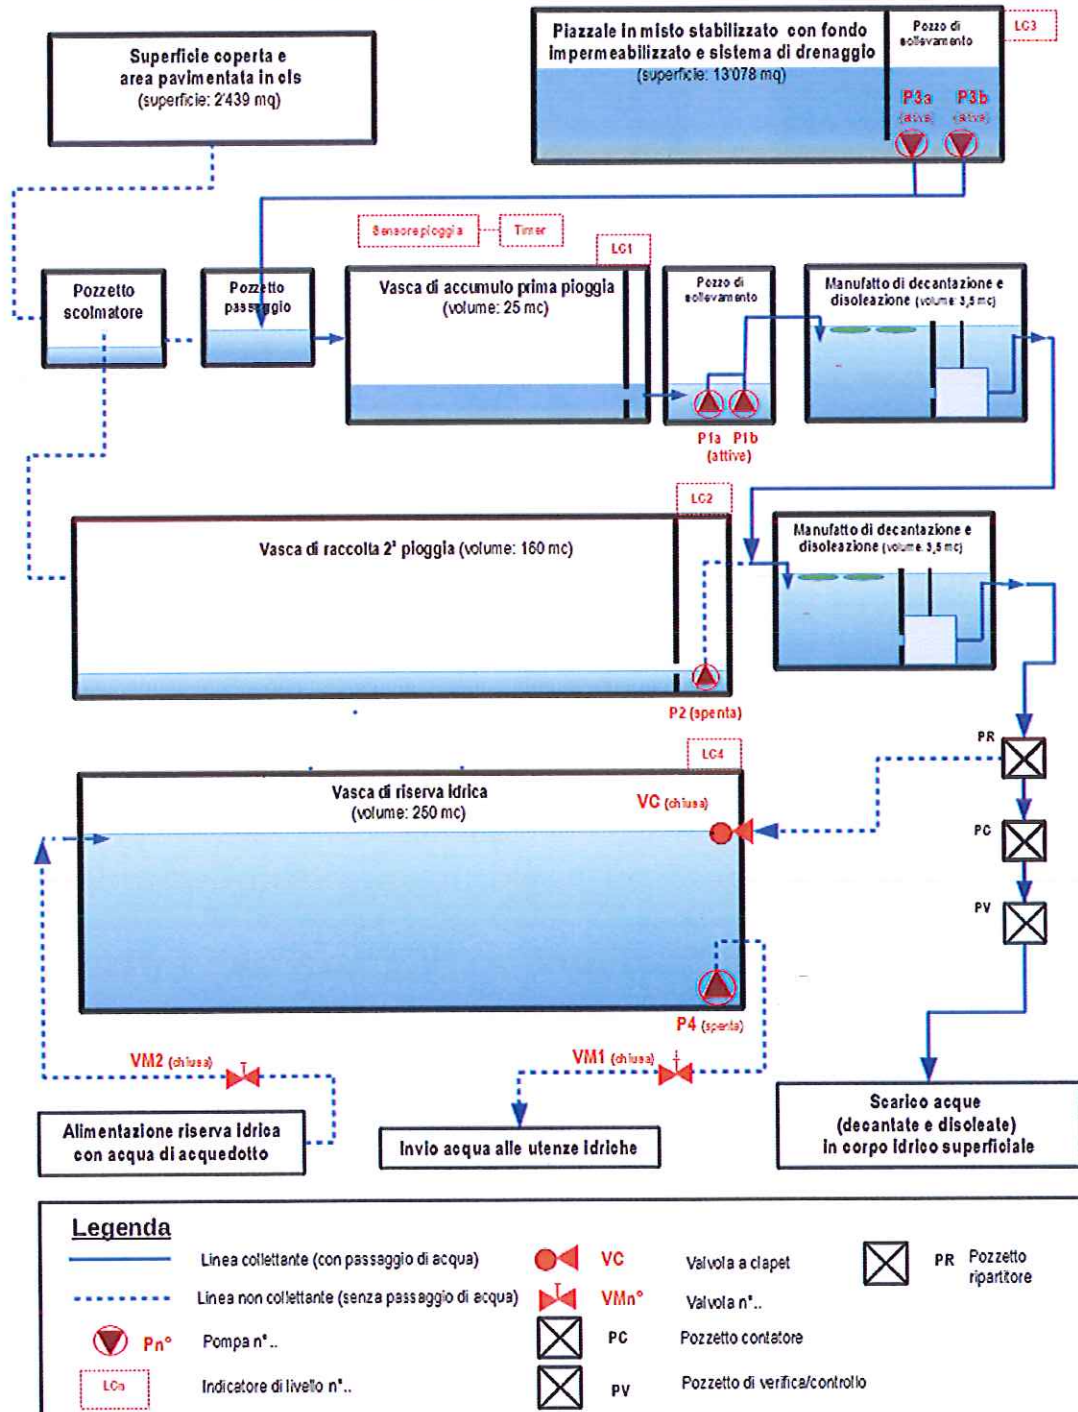 Superficie coperta e
area pavimentata in cls
(superficie: 2'439 mq)
Piazzale in misto stabilizzato con fondo
impermeabilizzato e sistema di drenaggio
(superficie: 13'078 mq)
Pozzo di
sollevamento
LC3
P3a P3b
(attiva) (attiva)
Sensore pioggia
Timer
LC1
Pozzetto
scolmatore
Pozzetto
passaggio
Vasca di accumulo prima pioggia
(volume: 25 mc)
Pozzo di
sollevamento
P1a P1b
(attive)
Manufatto di decantazione e
disoleazione (volume: 3,5 mc)
LC2
Vasca di raccolta 2ª pioggia (volume: 160 mc)
P2 (spenta)
Manufatto di decantazione e
disoleazione (volume: 3,5 mc)
LC4
Vasca di riserva idrica
(volume: 250 mc)
VC (chiusa)
PR
PC
PV
P4 (spenta)
VM2 (chiusa)
VM1 (chiusa)
Alimentazione riserva idrica
con acqua di acquedotto
Invio acqua alle utenze idriche
Scarico acque
(decantate e disoleate)
in corpo idrico superficiale
Legenda
Linea collettante (con passaggio di acqua)
Linea non collettante (senza passaggio di acqua)
Pn° Pompa n°..
LCn Indicatore di livello n°..
VC Valvola a clapet
VMn° Valvola n°..
PC Pozzetto contatore
PV Pozzetto di verifica/controllo
PR Pozzetto
ripartitore